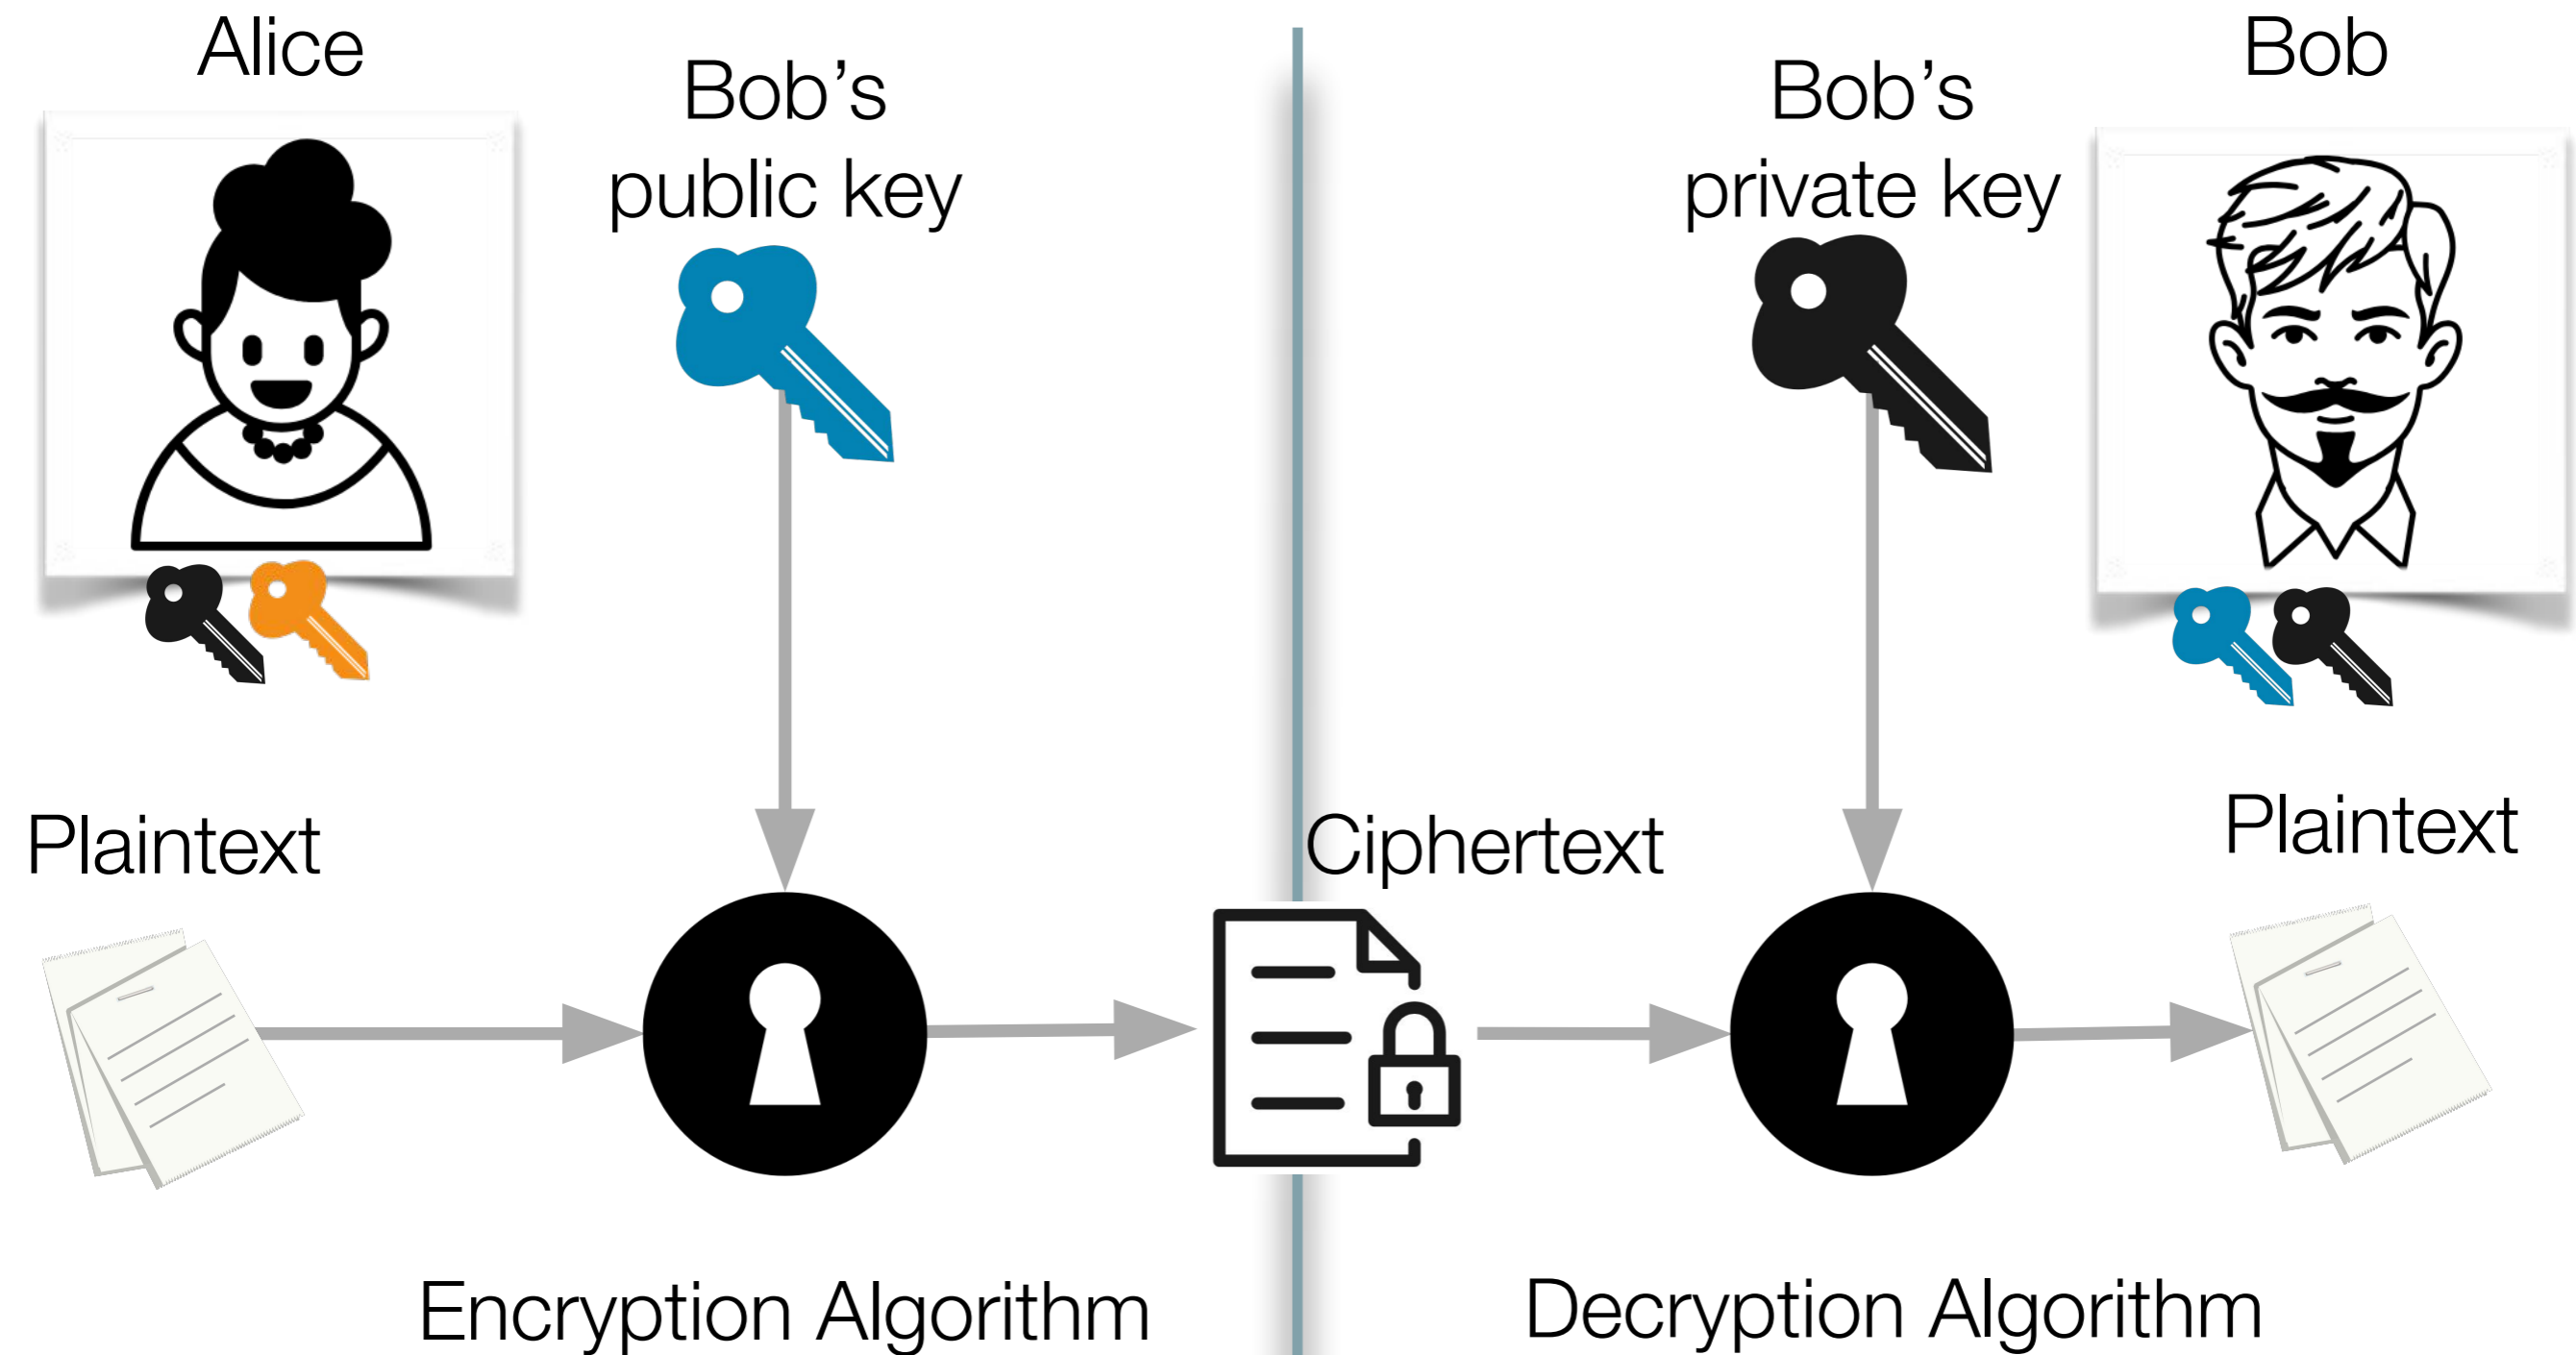 Alice
Bob's
public key
Bob's
private key
Bob
Plaintext
Ciphertext
Plaintext
Encryption Algorithm
Decryption Algorithm